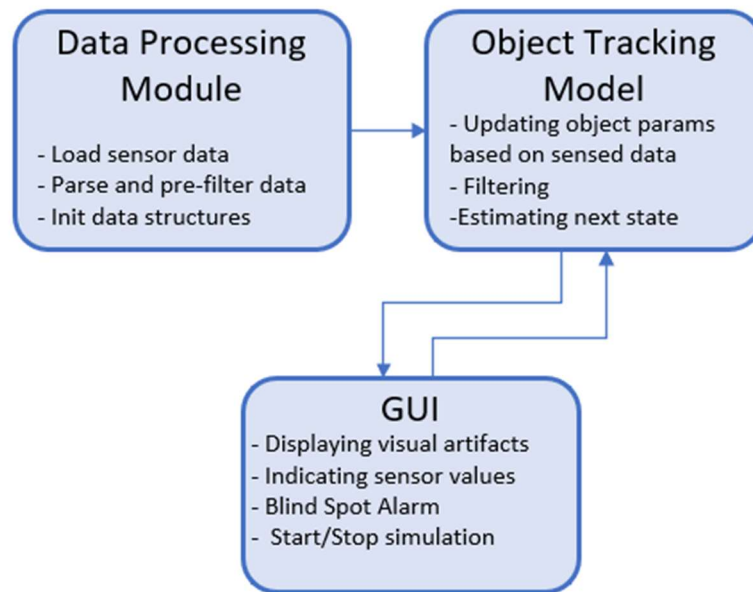 Data Processing
Module
- Load sensor data
- Parse and pre-filter data
- Init data structures
Object Tracking
Model
- Updating object params
based on sensed data
- Filtering
-Estimating next state
GUI
- Displaying visual artifacts
- Indicating sensor values
- Blind Spot Alarm
-  Start/Stop simulation